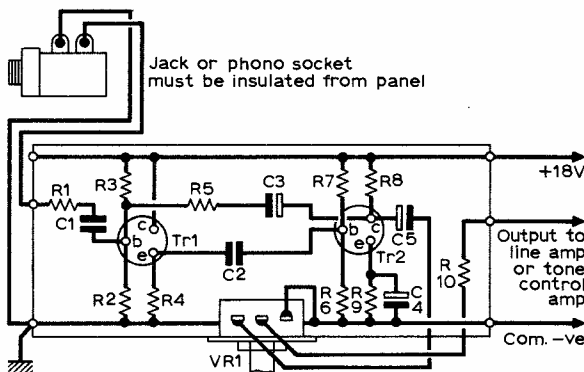 Jack or phono socket
must be insulated from panel
+18V
R1
C1
R3
R5
C3
R7
R8
b
c
e
Tr1
C2
b
c
e
Tr2
C5
R2
R4
R
6
R
9
C
4
R
10
Output to
line amp
or tone
control
amp
Com. -ve
VR1